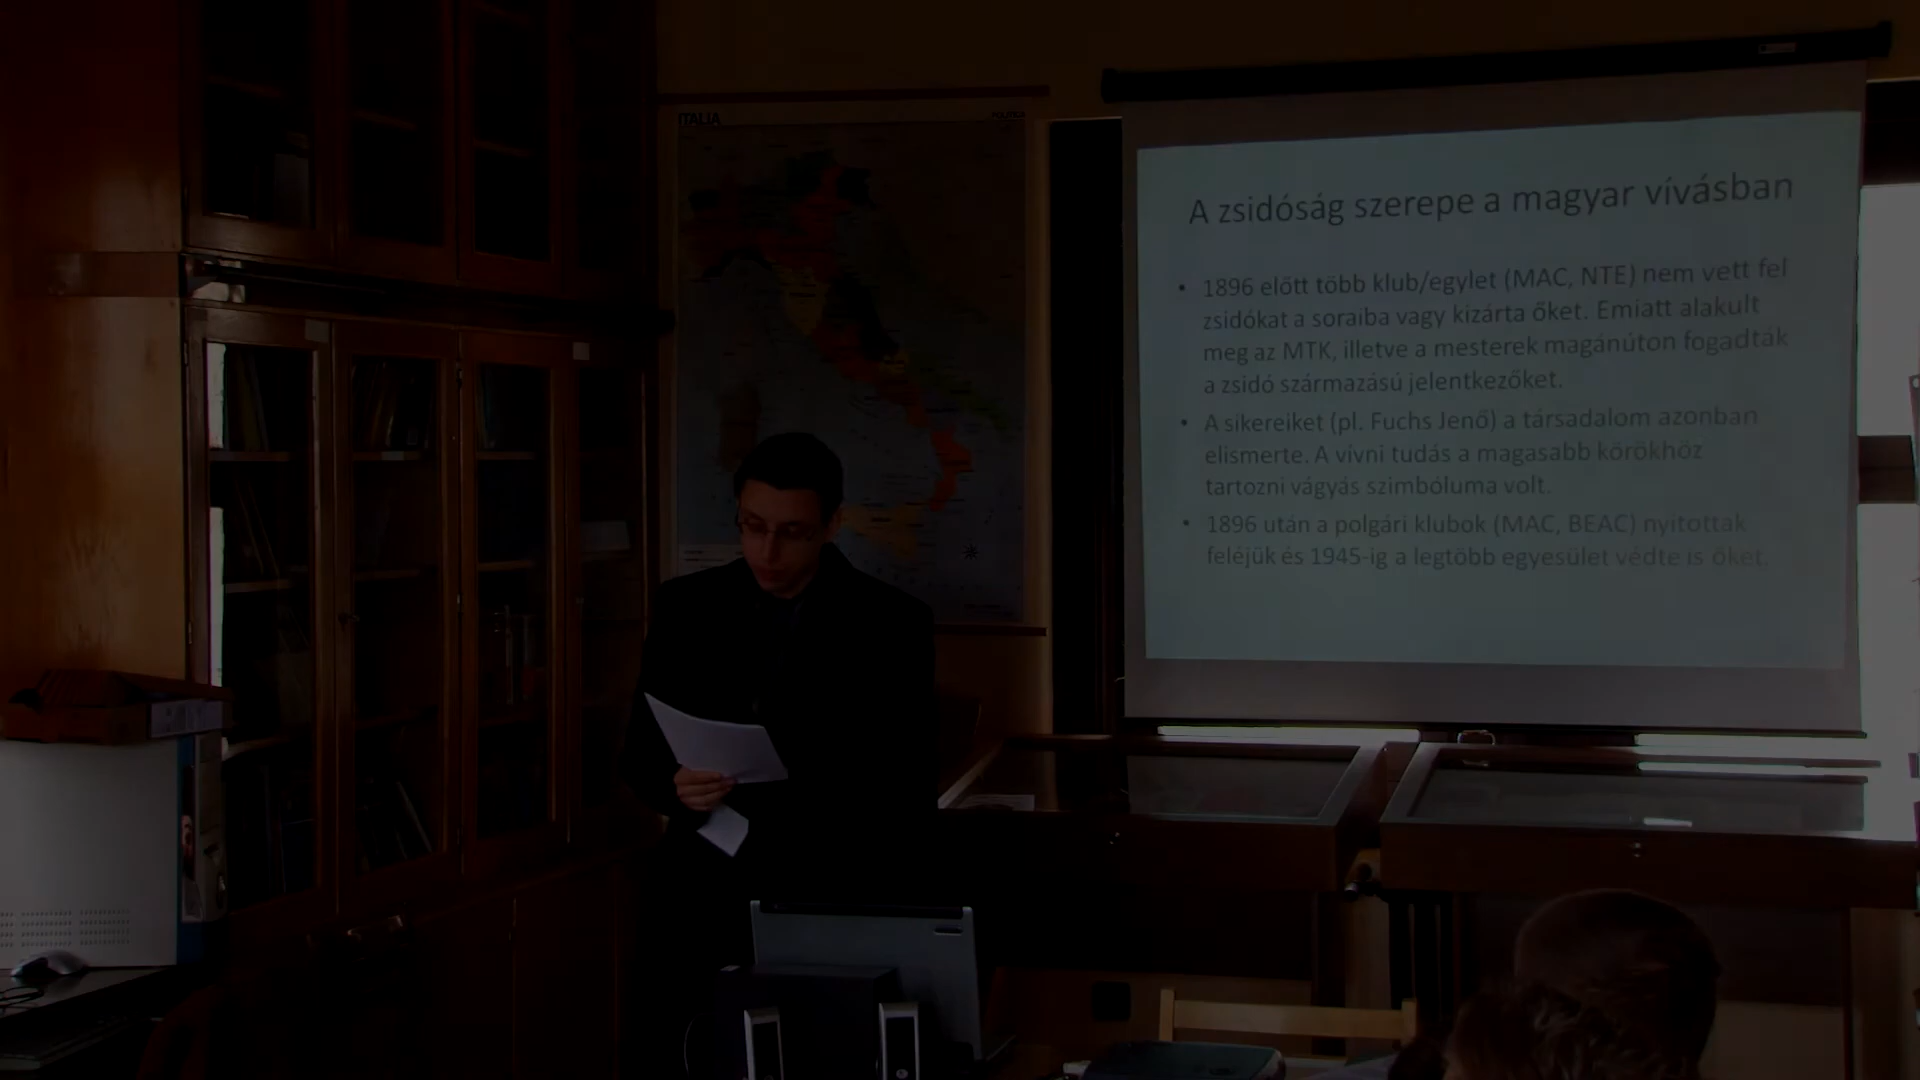 ITALIA
POLITICA
A zsidóság szerepe a magyar vívásban
• 1896 előtt több klub/egylet (MAC, NTE) nem vett fel
zsidókat a soraiba vagy kizárta őket. Emiatt alakult
meg az MTK, illetve a mesterek magánúton fogadták
a zsidó származású jelentkezőket.
• A sikereiket (pl. Fuchs Jenő) a társadalom azonban
elismerte. A vívni tudás a magasabb körökhöz
tartozni vágyás szimbóluma volt.
• 1896 után a polgári klubok (MAC, BEAC) nyitottak
feléjük és 1945-ig a legtöbb egyesület védte is őket.